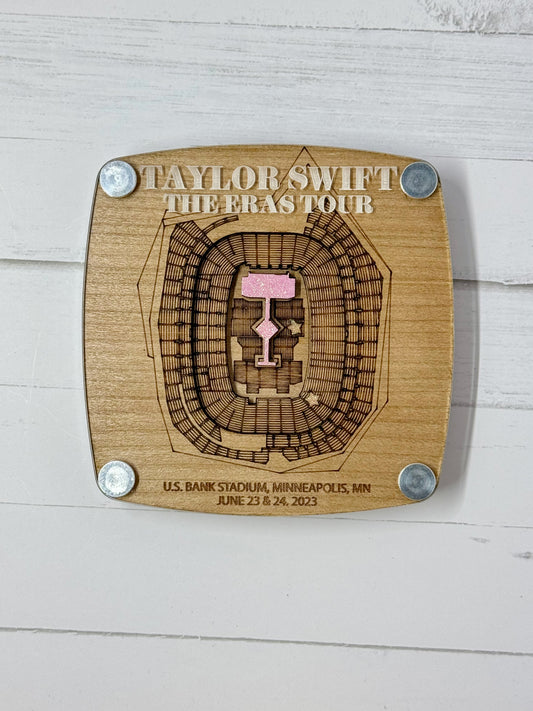 TAYLOR SWIFT
THE ERAS TOUR
U.S. BANK STADIUM, MINNEAPOLIS, MN
JUNE 23 & 24, 2023